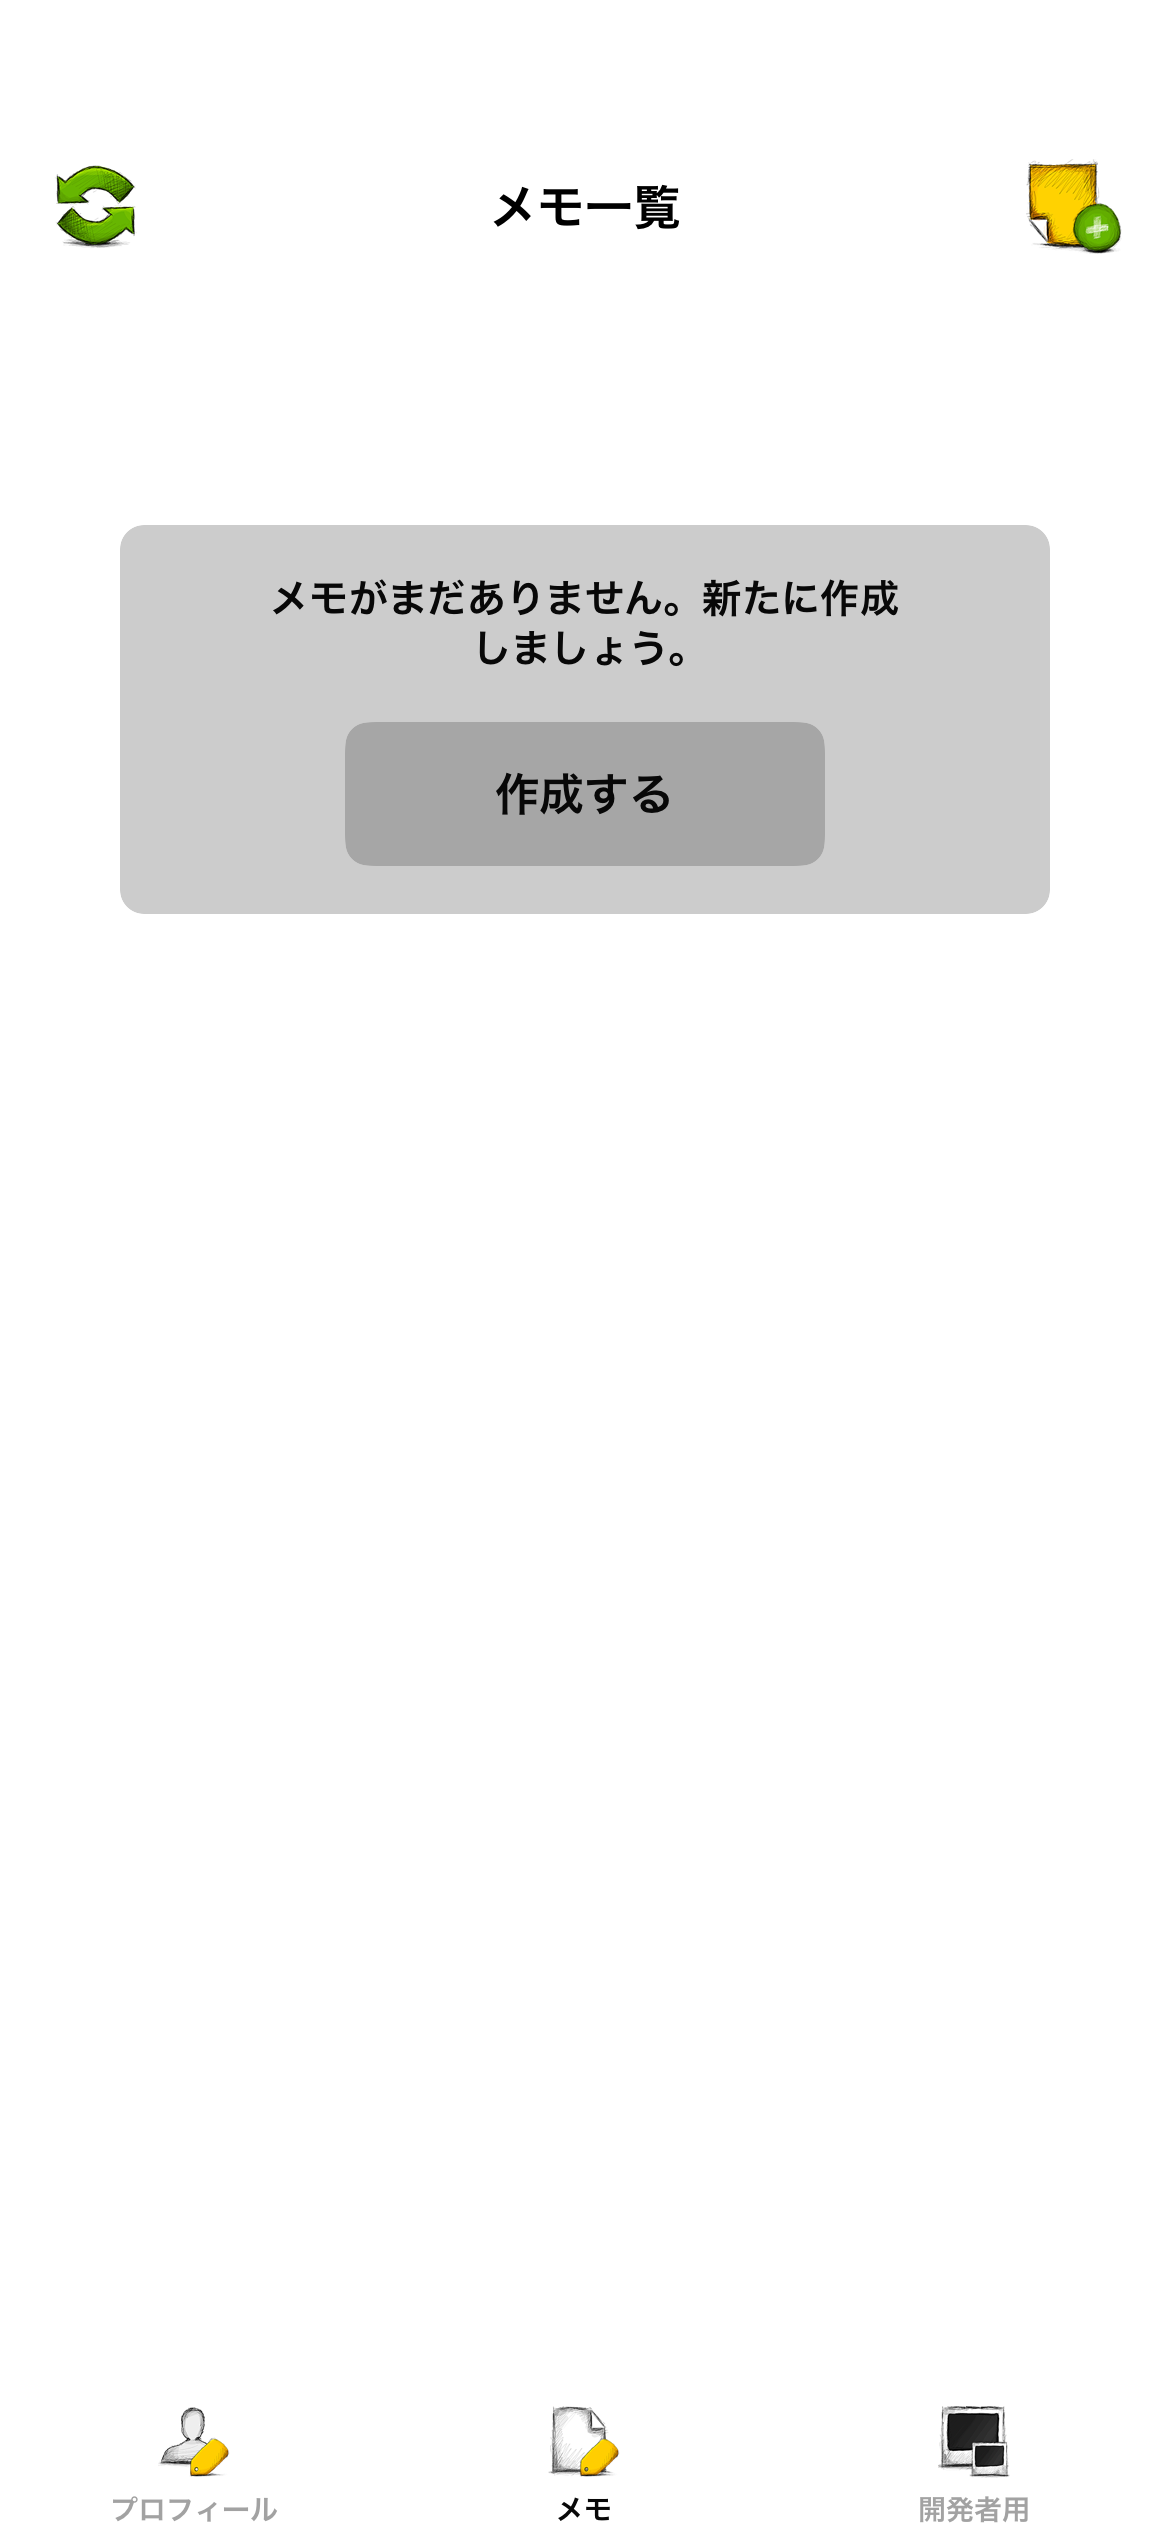 メモ一覧
メモがまだありません。新たに作成
しましょう。
作成する
プロフィール
メモ
開発者用